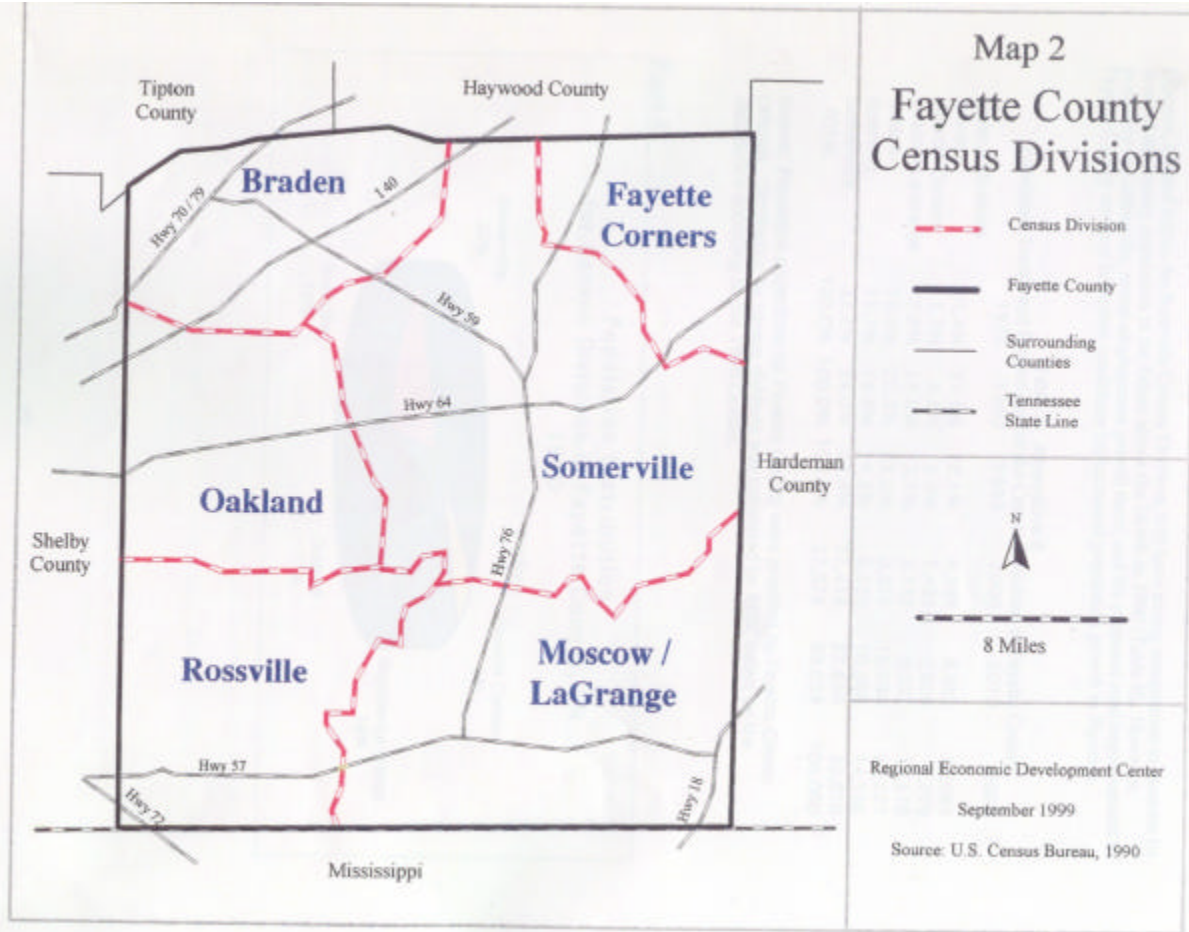 Map 2
Fayette County
Census Divisions
Census Division
Fayette County
Surrounding
Counties
Tennessee
State Line
N
8 Miles
Regional Economic Development Center
September 1999
Source: U.S. Census Bureau, 1990
Tipton
County
Haywood County
Braden
Hwy 70 / 79
I 40
Fayette
Corners
Hwy 59
Hwy 64
Somerville
Hardeman
County
Oakland
Shelby
County
Hwy 76
Rossville
Moscow /
LaGrange
Hwy 57
Hwy 72
Hwy 18
Mississippi